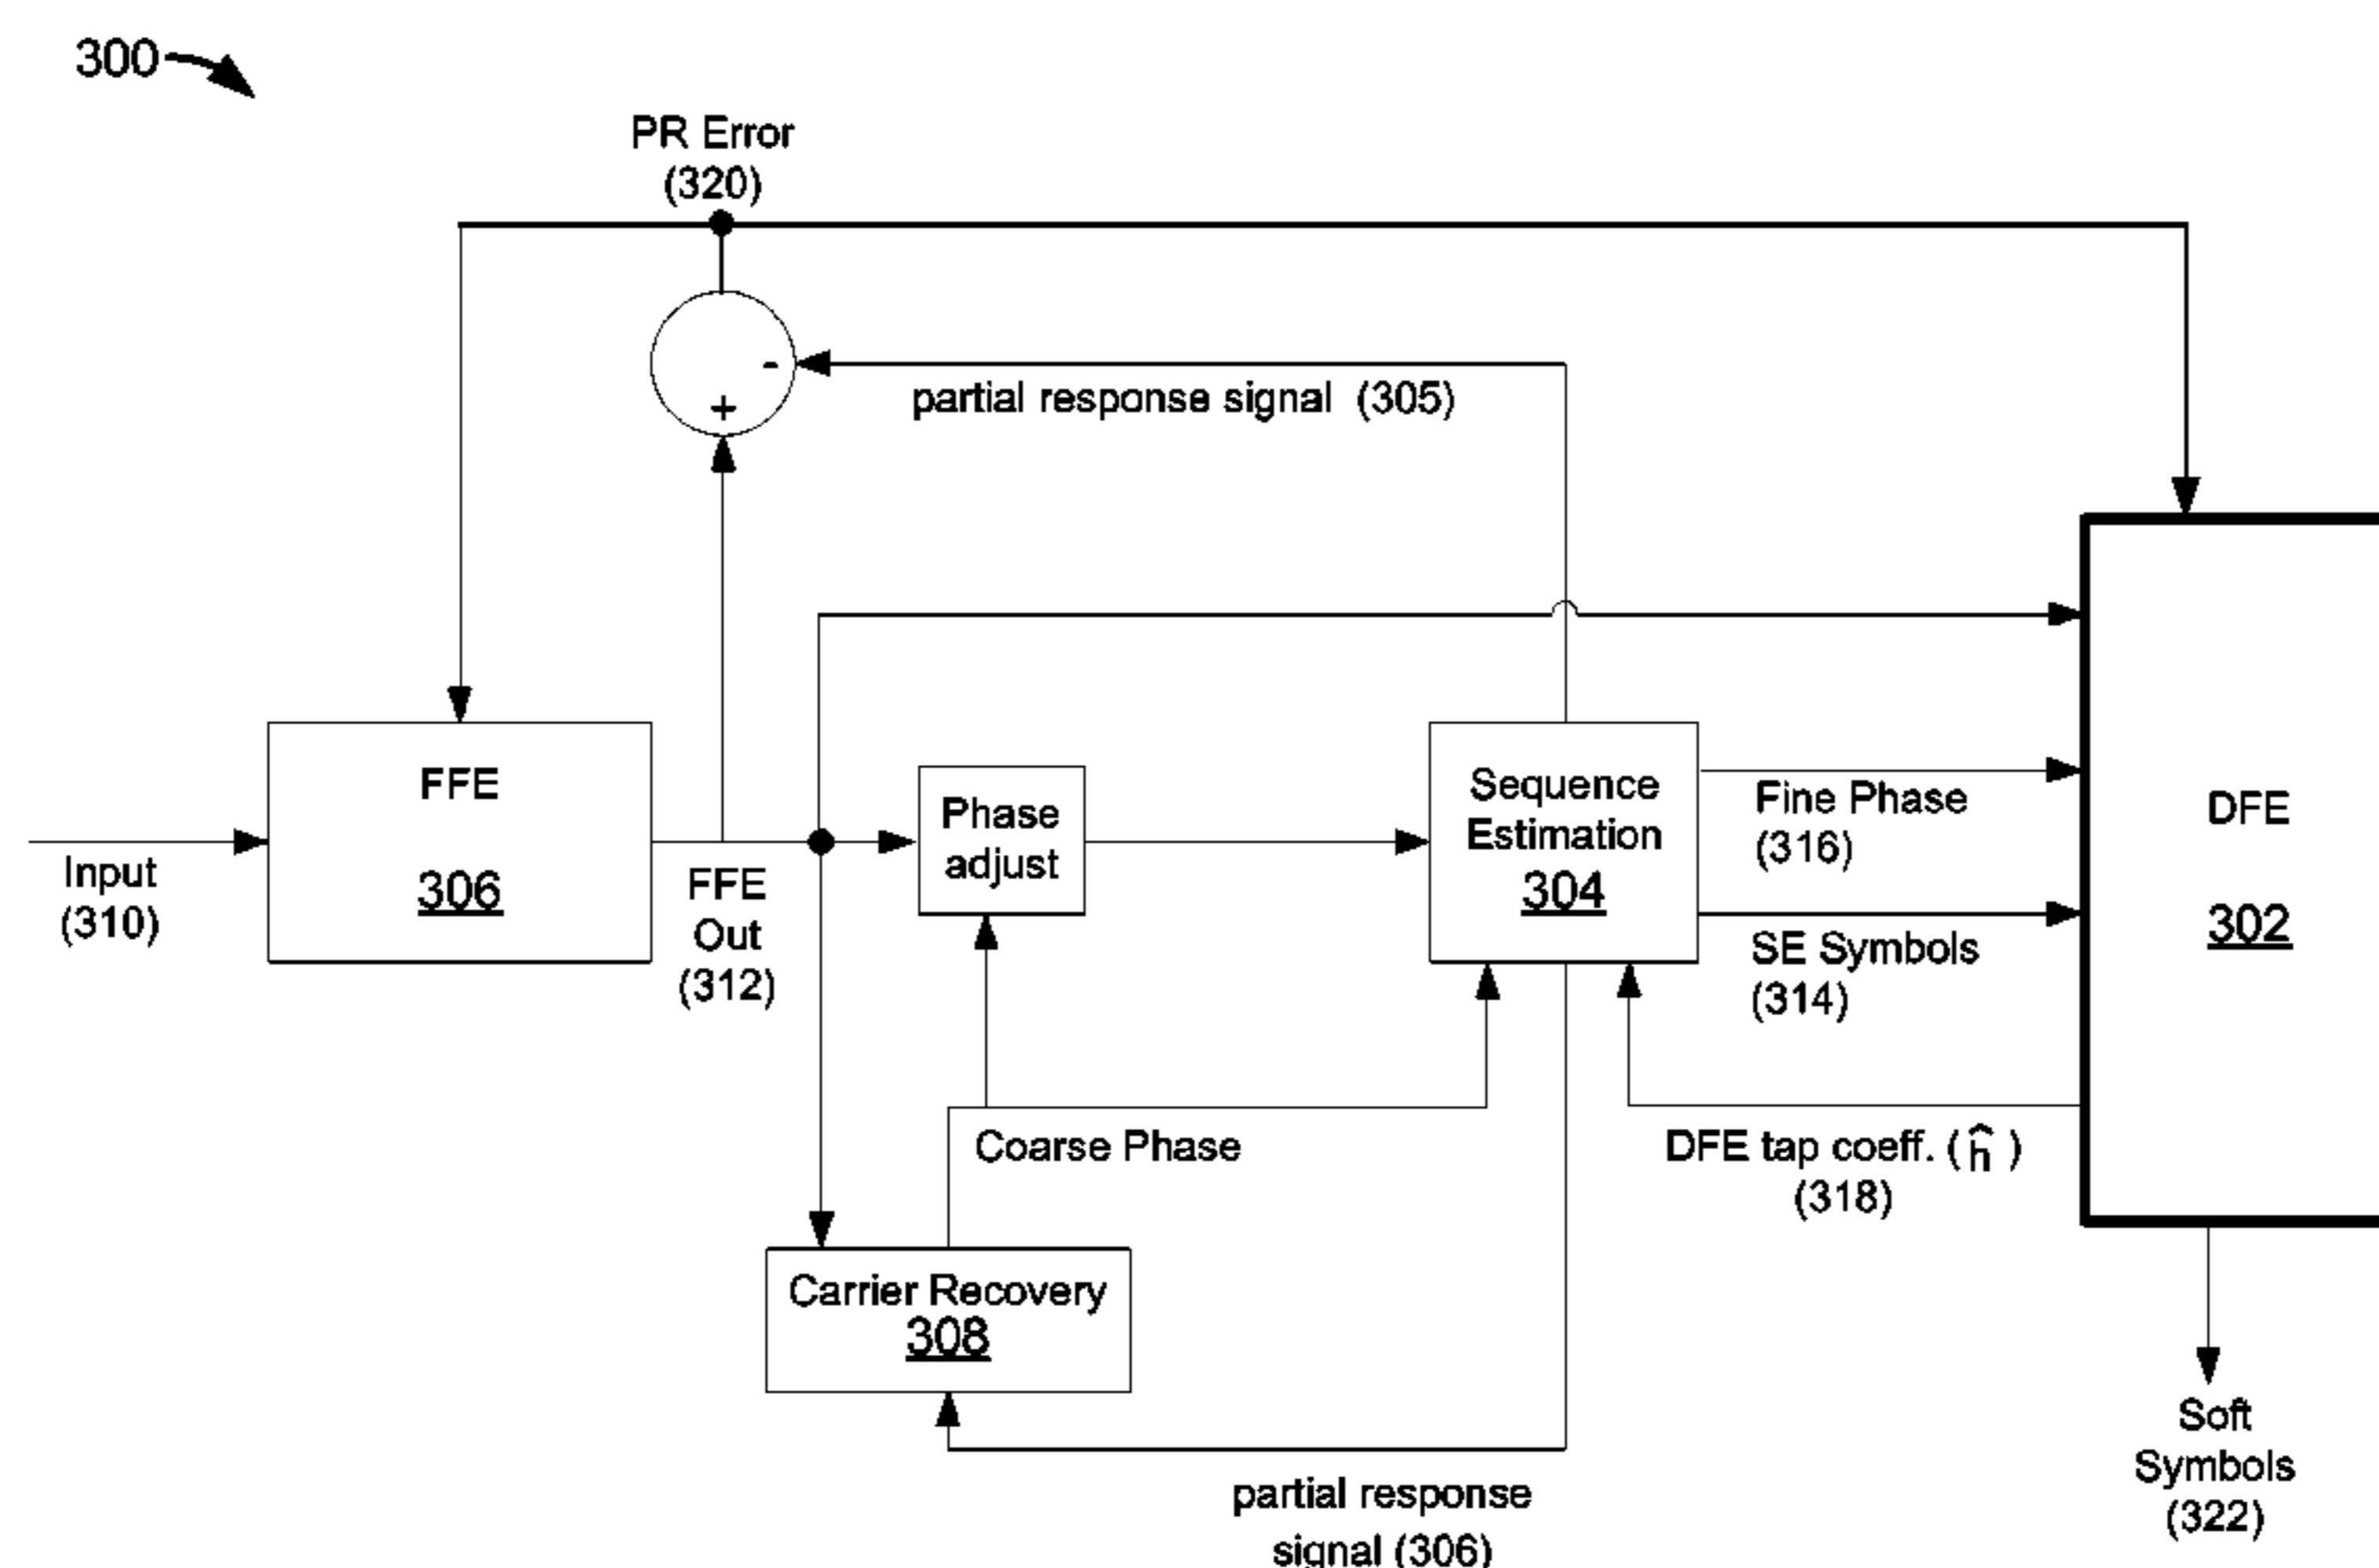 300
PR Error
(320)
-
+
partial response signal (305)
FFE
306
Input
(310)
FFE
Out
(312)
Phase
adjust
Sequence
Estimation
304
Fine Phase
(316)
SE Symbols
(314)
DFE
302
Coarse Phase
DFE tap coeff. (ĥ)
(318)
Carrier Recovery
308
partial response
signal (306)
Soft
Symbols
(322)